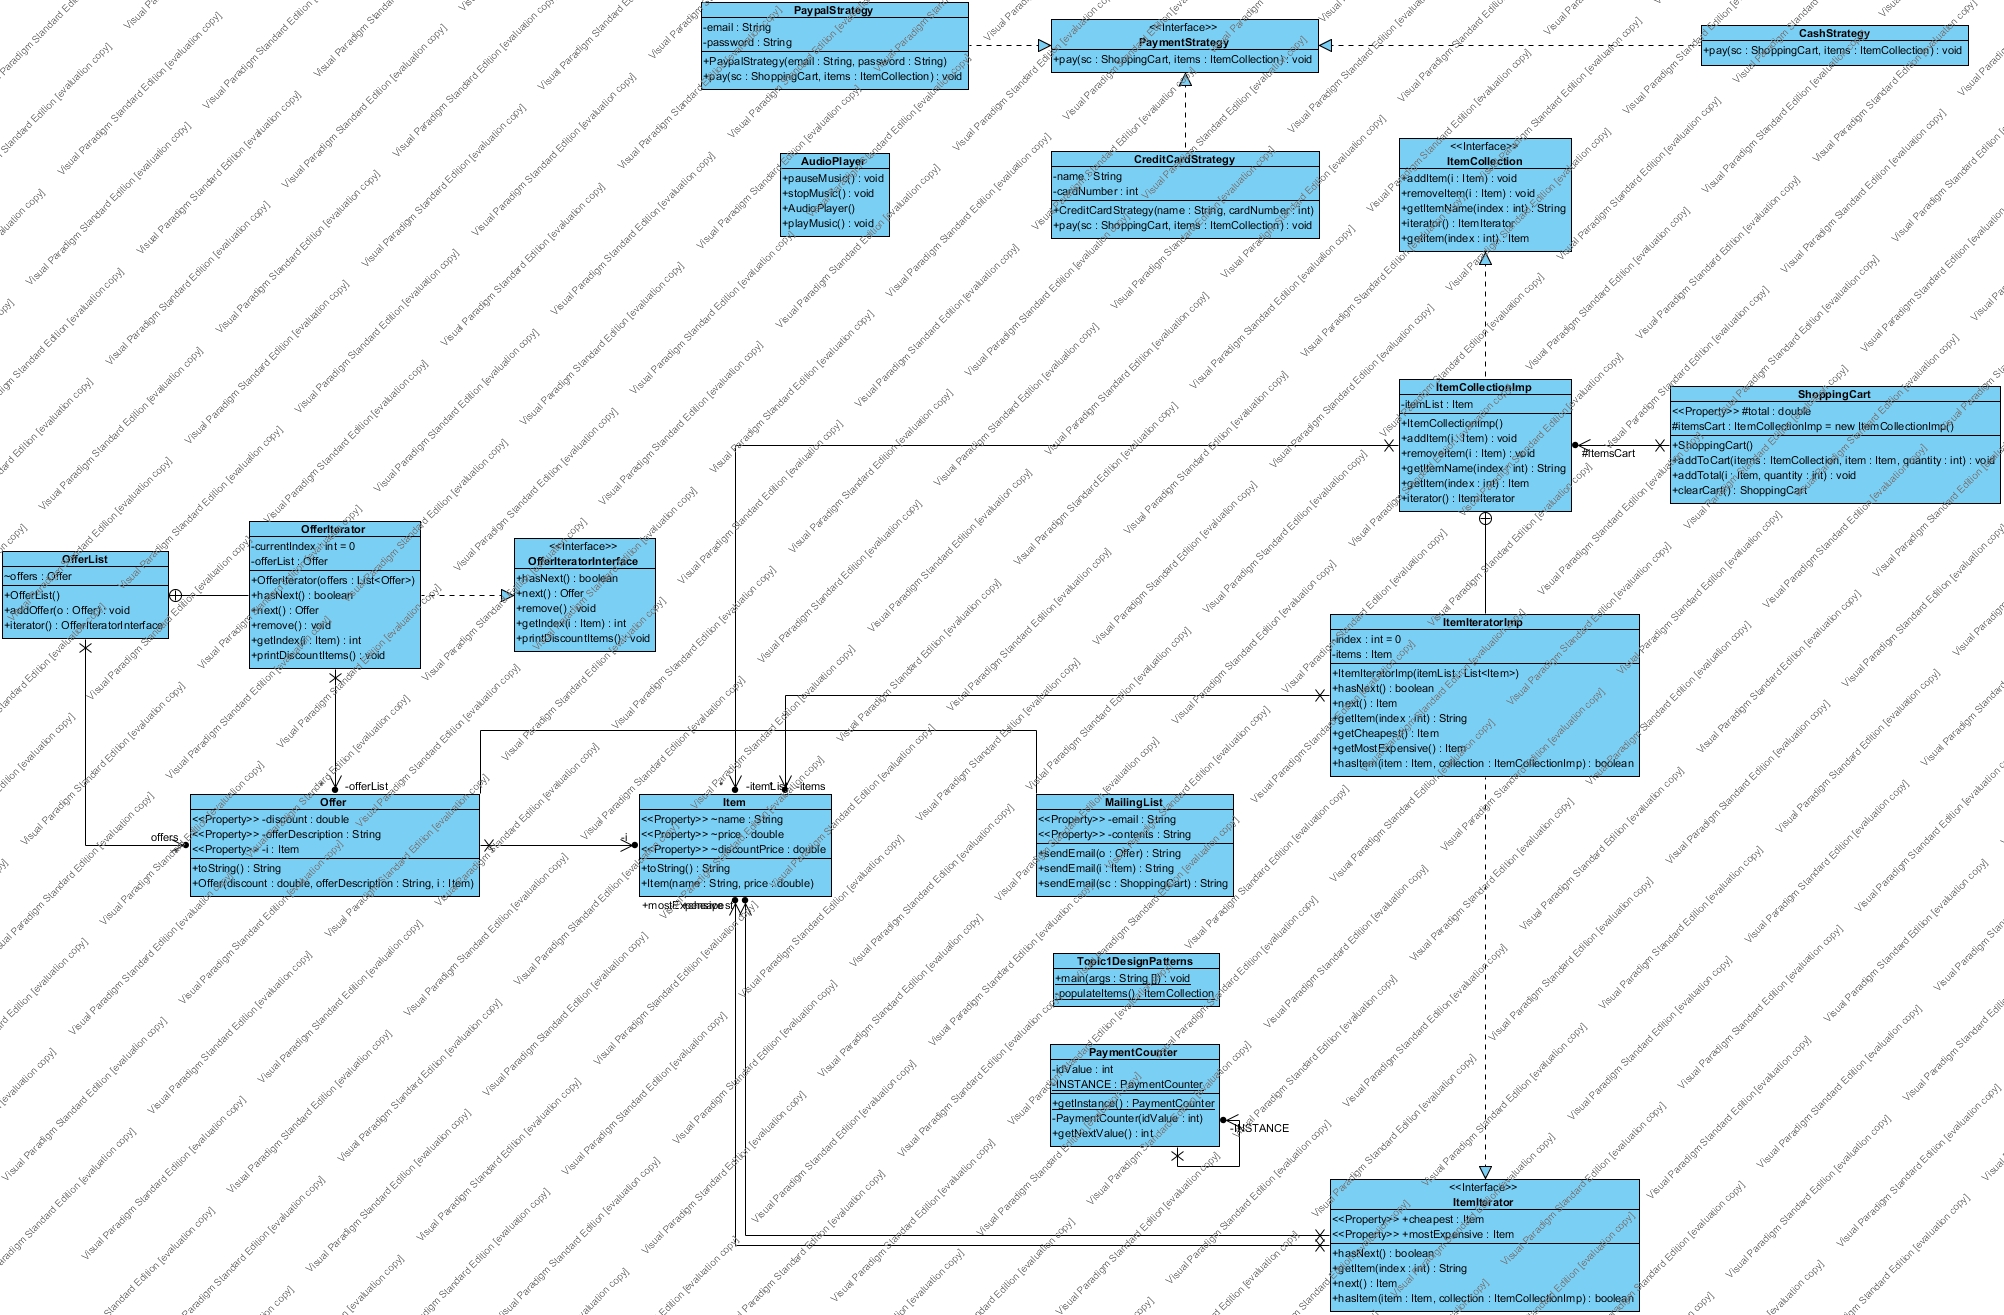 PaypalStrategy
-email : String
-password : String
+PaypalStrategy(email : String, password : String)
+pay(sc : ShoppingCart, items : ItemCollection) : void
<<Interface>>
PaymentStrategy
+pay(sc : ShoppingCart, items : ItemCollection) : void
CashStrategy
+pay(sc : ShoppingCart, items : ItemCollection) : void
AudioPlayer
+pauseMusic() : void
+stopMusic() : void
+AudioPlayer()
+playMusic() : void
CreditCardStrategy
-name : String
-cardNumber : int
+CreditCardStrategy(name : String, cardNumber : int)
+pay(sc : ShoppingCart, items : ItemCollection) : void
<<Interface>>
ItemCollection
+addItem(i : Item) : void
+removeItem(i : Item) : void
+getItemName(index : int) : String
+iterator() : ItemIterator
+getItem(index : int) : Item
ItemCollectionImp
-itemList : Item
+ItemCollectionImp()
+addItem(i : Item) : void
+removeItem(i : Item) : void
+getItemName(index : int) : String
+getItem(index : int) : Item
+iterator() : ItemIterator
#itemsCart
ShoppingCart
<<Property>> #total : double
#itemsCart : ItemCollectionImp = new ItemCollectionImp()
+ShoppingCart()
+addToCart(items : ItemCollection, item : Item, quantity : int) : void
+addTotal(i : Item, quantity : int) : void
+clearCart() : ShoppingCart
OfferList
~offers : Offer
+OfferList()
+addOffer(o : Offer) : void
+iterator() : OfferIteratorInterface
OfferIterator
-currentIndex : int = 0
-offerList : Offer
+OfferIterator(offers : List<Offer>)
+hasNext() : boolean
+next() : Offer
+remove() : void
+getIndex(i : Item) : int
+printDiscountItems() : void
<<Interface>>
OfferIteratorInterface
+hasNext() : boolean
+next() : Offer
+remove() : void
+getIndex(i : Item) : int
+printDiscountItems() : void
ItemIteratorImp
-index : int = 0
-items : Item
+ItemIteratorImp(itemList : List<Item>)
+hasNext() : boolean
+next() : Item
+getItem(index : int) : String
+getCheapest() : Item
+getMostExpensive() : Item
+hasItem(item : Item, collection : ItemCollectionImp) : boolean
-offerList
-itemList
-items
offers
-i
Offer
<<Property>> -discount : double
<<Property>> -offerDescription : String
<<Property>> -i : Item
+toString() : String
+Offer(discount : double, offerDescription : String, i : Item)
Item
<<Property>> ~name : String
<<Property>> ~price : double
<<Property>> ~discountPrice : double
+toString() : String
+Item(name : String, price : double)
MailingList
<<Property>> -email : String
<<Property>> -contents : String
+sendEmail(o : Offer) : String
+sendEmail(i : Item) : String
+sendEmail(sc : ShoppingCart) : String
Topic1DesignPatterns
+main(args : String []) : void
-populateItems() : ItemCollection
PaymentCounter
-idValue : int
-INSTANCE : PaymentCounter
+getInstance() : PaymentCounter
-PaymentCounter(idValue : int)
+getNextValue() : int
-INSTANCE
<<Interface>>
ItemIterator
<<Property>> +cheapest : Item
<<Property>> +mostExpensive : Item
+hasNext() : boolean
+getItem(index : int) : String
+next() : Item
+hasItem(item : Item, collection : ItemCollectionImp) : boolean
Visual Paradigm Standard Edition [evaluation copy]